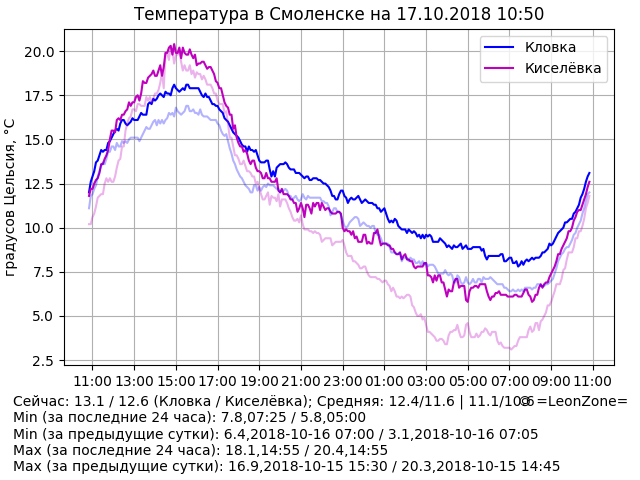 Температура в Смоленске на 17.10.2018 10:50
Кловка
Киселёвка
градусов Цельсия, °C
20.0
17.5
15.0
12.5
10.0
7.5
5.0
2.5
11:00 13:00 15:00 17:00 19:00 21:00 23:00 01:00 03:00 05:00 07:00 09:00 11:00
Сейчас: 13.1 / 12.6 (Кловка / Киселёвка); Средняя: 12.4/11.6 | 11.1/10.3 =LeonZone=
Min (за последние 24 часа): 7.8,07:25 / 5.8,05:00
Min (за предыдущие сутки): 6.4,2018-10-16 07:00 / 3.1,2018-10-16 07:05
Max (за последние 24 часа): 18.1,14:55 / 20.4,14:55
Max (за предыдущие сутки): 16.9,2018-10-15 15:30 / 20.3,2018-10-15 14:45